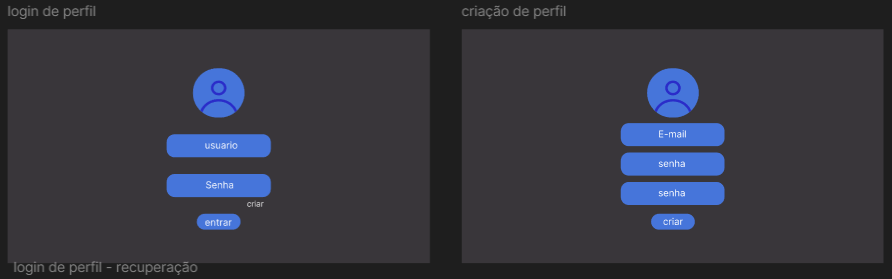 login de perfil
criação de perfil
usuario
Senha
criar
entrar
E-mail
senha
senha
criar
login de perfil - recuperação